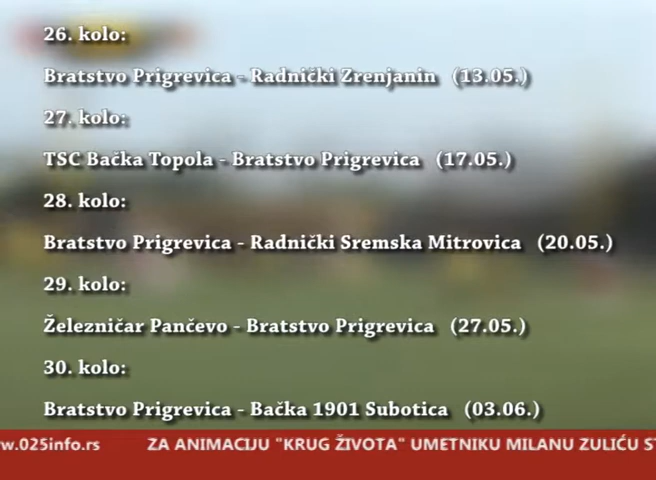 26. kolo:
Bratstvo Prigrevica - Radnički Zrenjanin (13.05.)
27. kolo:
TSC Bačka Topola - Bratstvo Prigrevica (17.05.)
28. kolo:
Bratstvo Prigrevica - Radnički Sremska Mitrovica (20.05.)
29. kolo:
Železničar Pančevo - Bratstvo Prigrevica (27.05.)
30. kolo:
Bratstvo Prigrevica - Bačka 1901 Subotica (03.06.)
w.025info.rs ZA ANIMACIJU "KRUG ŽIVOTA" UMETNIKU MILANU ZULIĆU